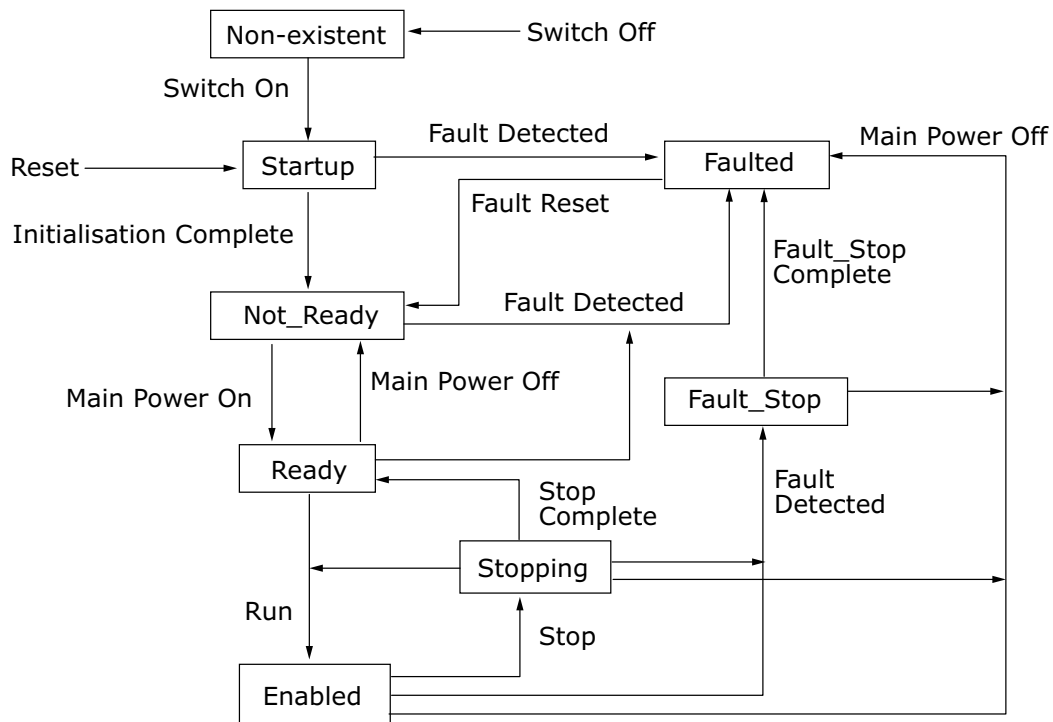 Non-existent
Switch Off
Switch On
Fault Detected
Main Power Off
Reset
Startup
Faulted
Fault Reset
Initialisation Complete
Fault_Stop
Complete
Not_Ready
Fault Detected
Main Power Off
Main Power On
Fault_Stop
Ready
Stop
Complete
Fault
Detected
Stopping
Run
Stop
Enabled